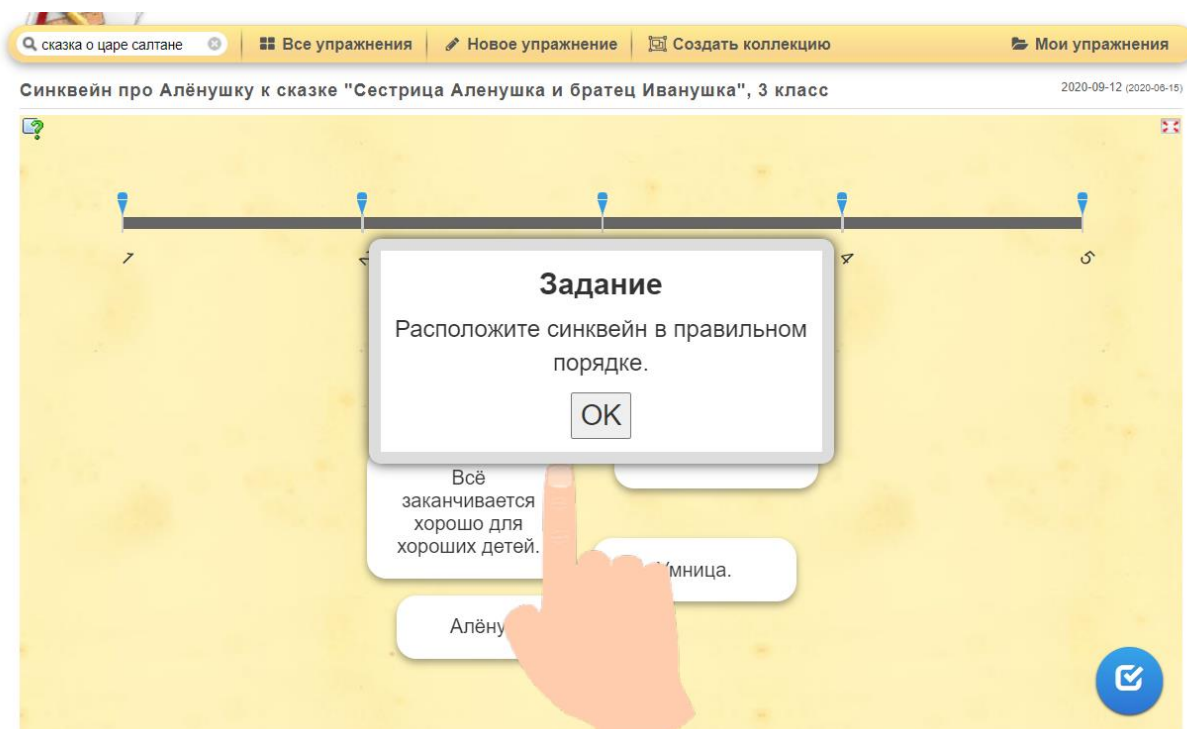 сказка о царе салтане
Все упражнения
Новое упражнение
Создать коллекцию
Мои упражнения
Синквейн про Алёнушку к сказке "Сестрица Аленушка и братец Иванушка", 3 класс
2020-09-12 (2020-06-15)
1
4
5
Задание
Расположите синквейн в правильном
порядке.
OK
Всё
заканчивается
хорошо для
хороших детей.